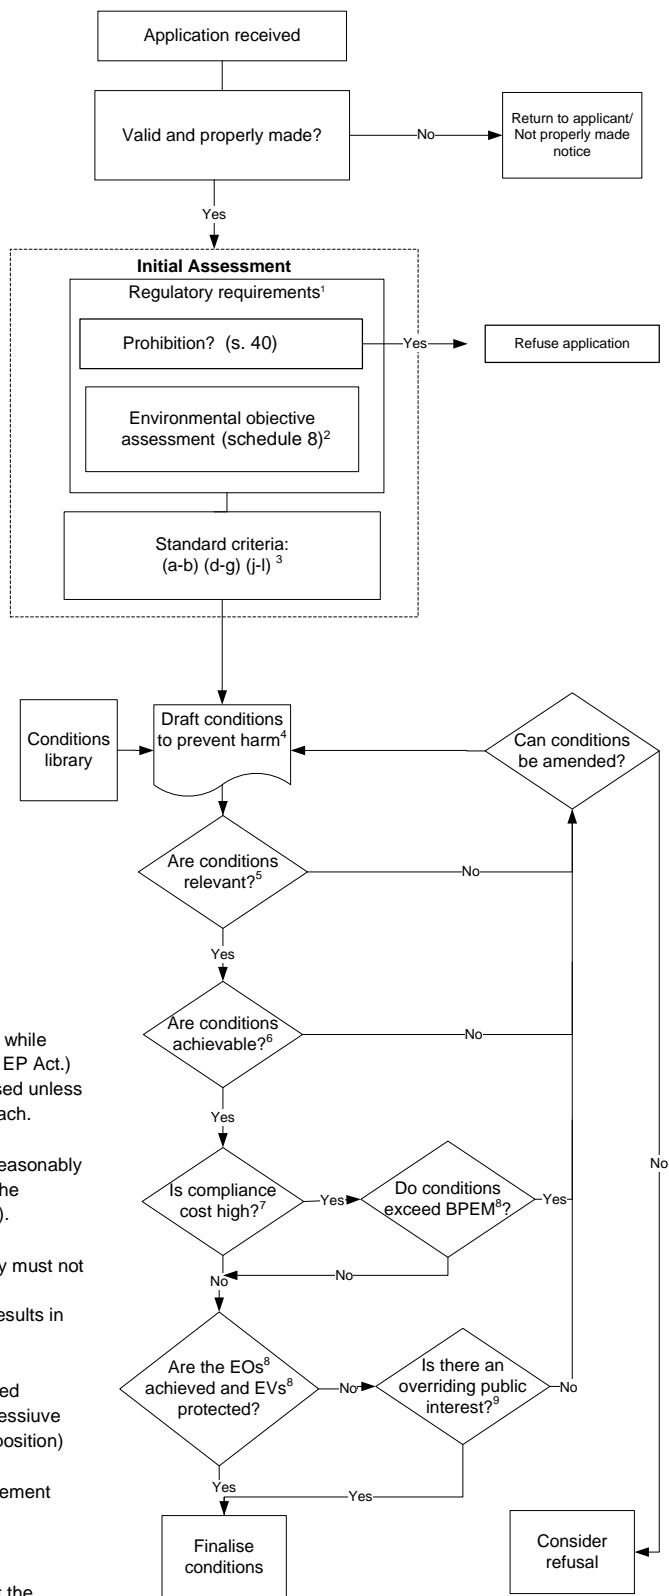 Application received
Valid and properly made?
No
Return to applicant/
Not properly made
notice
Yes
Initial Assessment
Regulatory requirements¹
Prohibition? (s. 40)
Yes
Refuse application
Environmental objective
assessment (schedule 8)²
Standard criteria:
(a-b) (d-g) (j-l) ³
Conditions
library
Draft conditions
to prevent harm⁴
Can conditions
be amended?
Are conditions
relevant?⁵
No
Yes
while
EP Act.)
sed unless
ach.
Are conditions
achievable?⁶
No
Yes
easonably
he
).
Is compliance
cost high?⁷
Yes
Do conditions
exceed BPEM⁸?
Yes
No
y must not
No
No
esults in
Are the EOs⁸
achieved and EVs⁸
protected?
No
Is there an
overriding public
interest?⁹
No
ed
essiuve
position)
Yes
Yes
ement
Finalise
conditions
Consider
refusal
t the